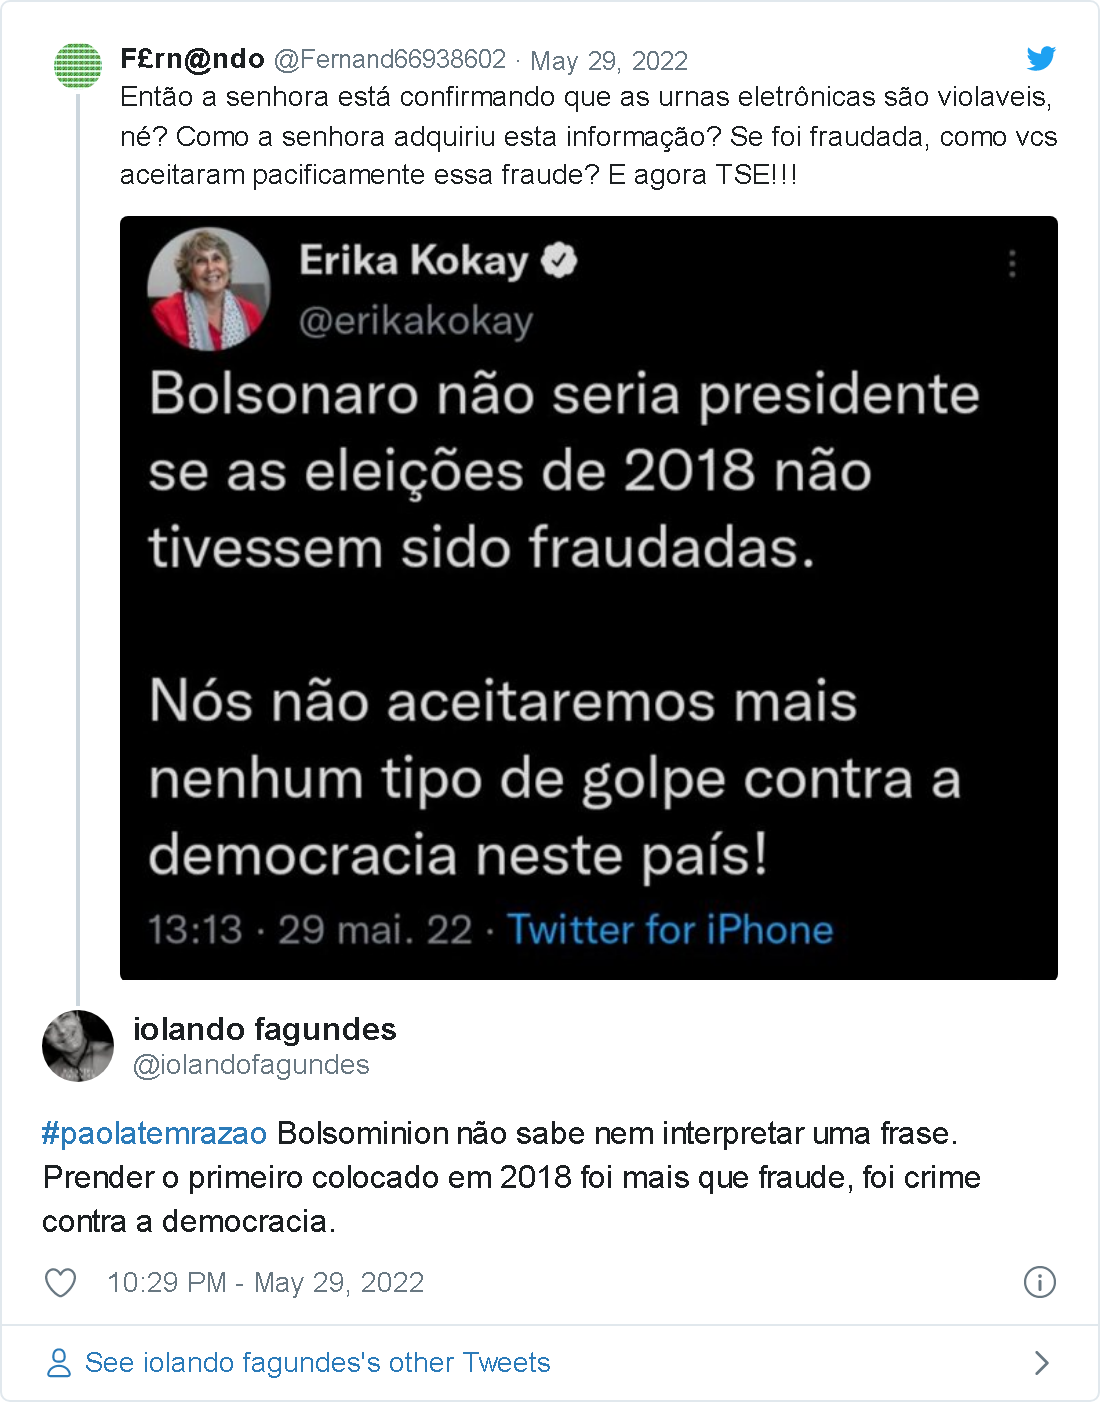 F£rn@ndo @Fernand66938602 · May 29, 2022
Então a senhora está confirmando que as urnas eletrônicas são violaveis,
né? Como a senhora adquiriu esta informação? Se foi fraudada, como vcs
aceitaram pacificamente essa fraude? E agora TSE!!!
Erika Kokay
@erikakokay
Bolsonaro não seria presidente
se as eleições de 2018 não
tivessem sido fraudadas.
Nós não aceitaremos mais
nenhum tipo de golpe contra a
democracia neste país!
13:13 · 29 mai. 22 · Twitter for iPhone
iolando fagundes
@iolandofagundes
#paolatemrazao Bolsominion não sabe nem interpretar uma frase.
Prender o primeiro colocado em 2018 foi mais que fraude, foi crime
contra a democracia.
10:29 PM - May 29, 2022
See iolando fagundes's other Tweets